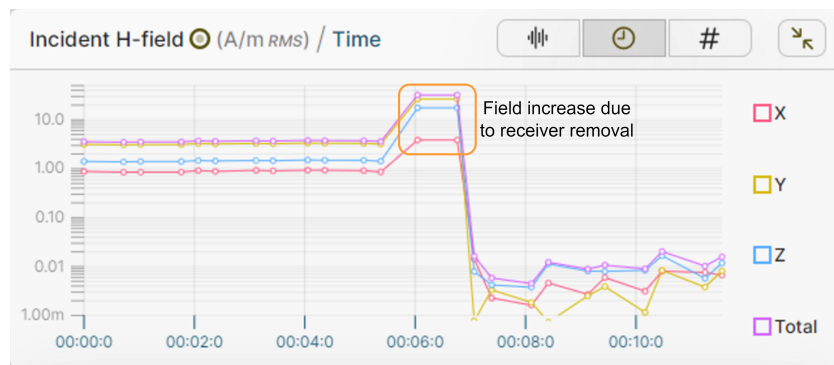 Incident H-field (A/m RMS) / Time
#
Field increase due
to receiver removal
10.0
1.00
0.10
0.01
1.00m
00:00:0 00:02:0 00:04:0 00:06:0 00:08:0 00:10:0
X
Y
Z
Total